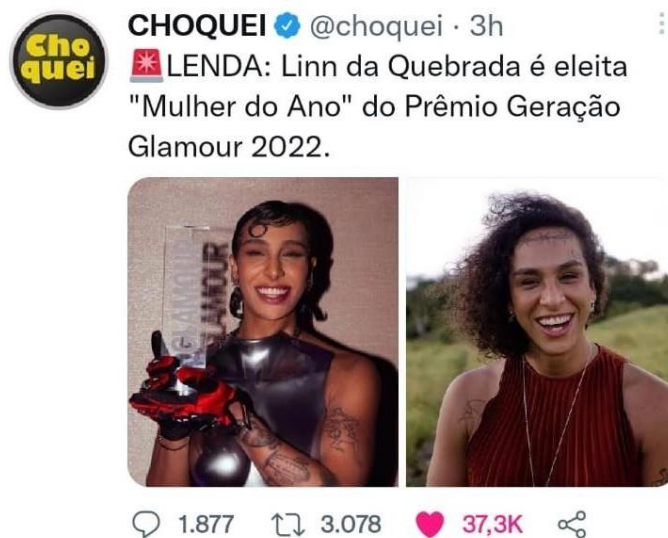 Cho
quei
CHOQUEI @choquei · 3h
🚨LENDA: Linn da Quebrada é eleita
"Mulher do Ano" do Prêmio Geração
Glamour 2022.
GLAMOUR
GLAMOUR
1.877 3.078 37,3K